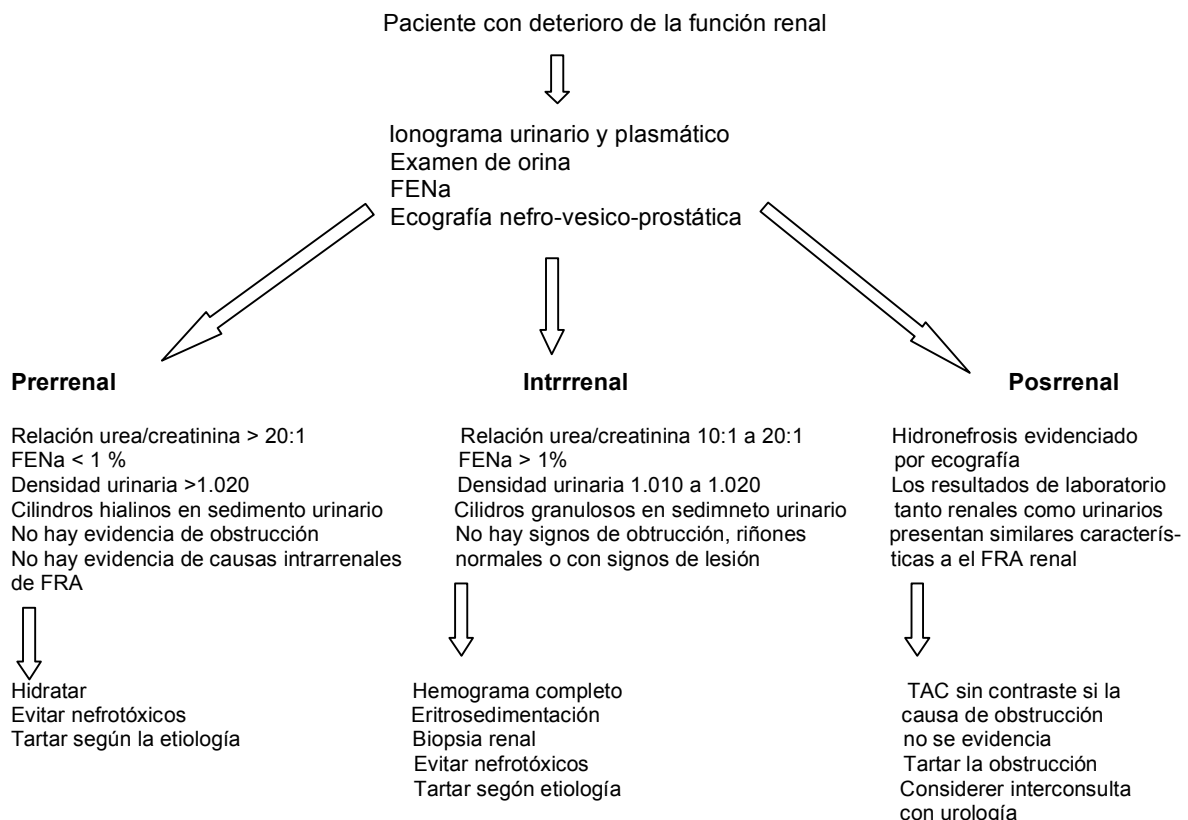 Paciente con deterioro de la función renal
Ionograma urinario y plasmático
Examen de orina
FENa
Ecografía nefro-vesico-prostática
Prerrenal
Relación urea/creatinina > 20:1
FENa < 1 %
Densidad urinaria >1.020
Cilindros hialinos en sedimento urinario
No hay evidencia de obstrucción
No hay evidencia de causas intrarrenales
de FRA
Hidratar
Evitar nefrotóxicos
Tartar según la etiología
Intrrrenal
Relación urea/creatinina 10:1 a 20:1
FENa > 1%
Densidad urinaria 1.010 a 1.020
Cilidros granulosos en sedimneto urinario
No hay signos de obtrucción, riñones
normales o con signos de lesión
Hemograma completo
Eritrosedimentación
Biopsia renal
Evitar nefrotóxicos
Tartar segón etiología
Posrrenal
Hidronefrosis evidenciado
por ecografía
Los resultados de laboratorio
tanto renales como urinarios
presentan similares caracterís-
ticas a el FRA renal
TAC sin contraste si la
causa de obstrucción
no se evidencia
Tartar la obstrucción
Considerer interconsulta
con urología